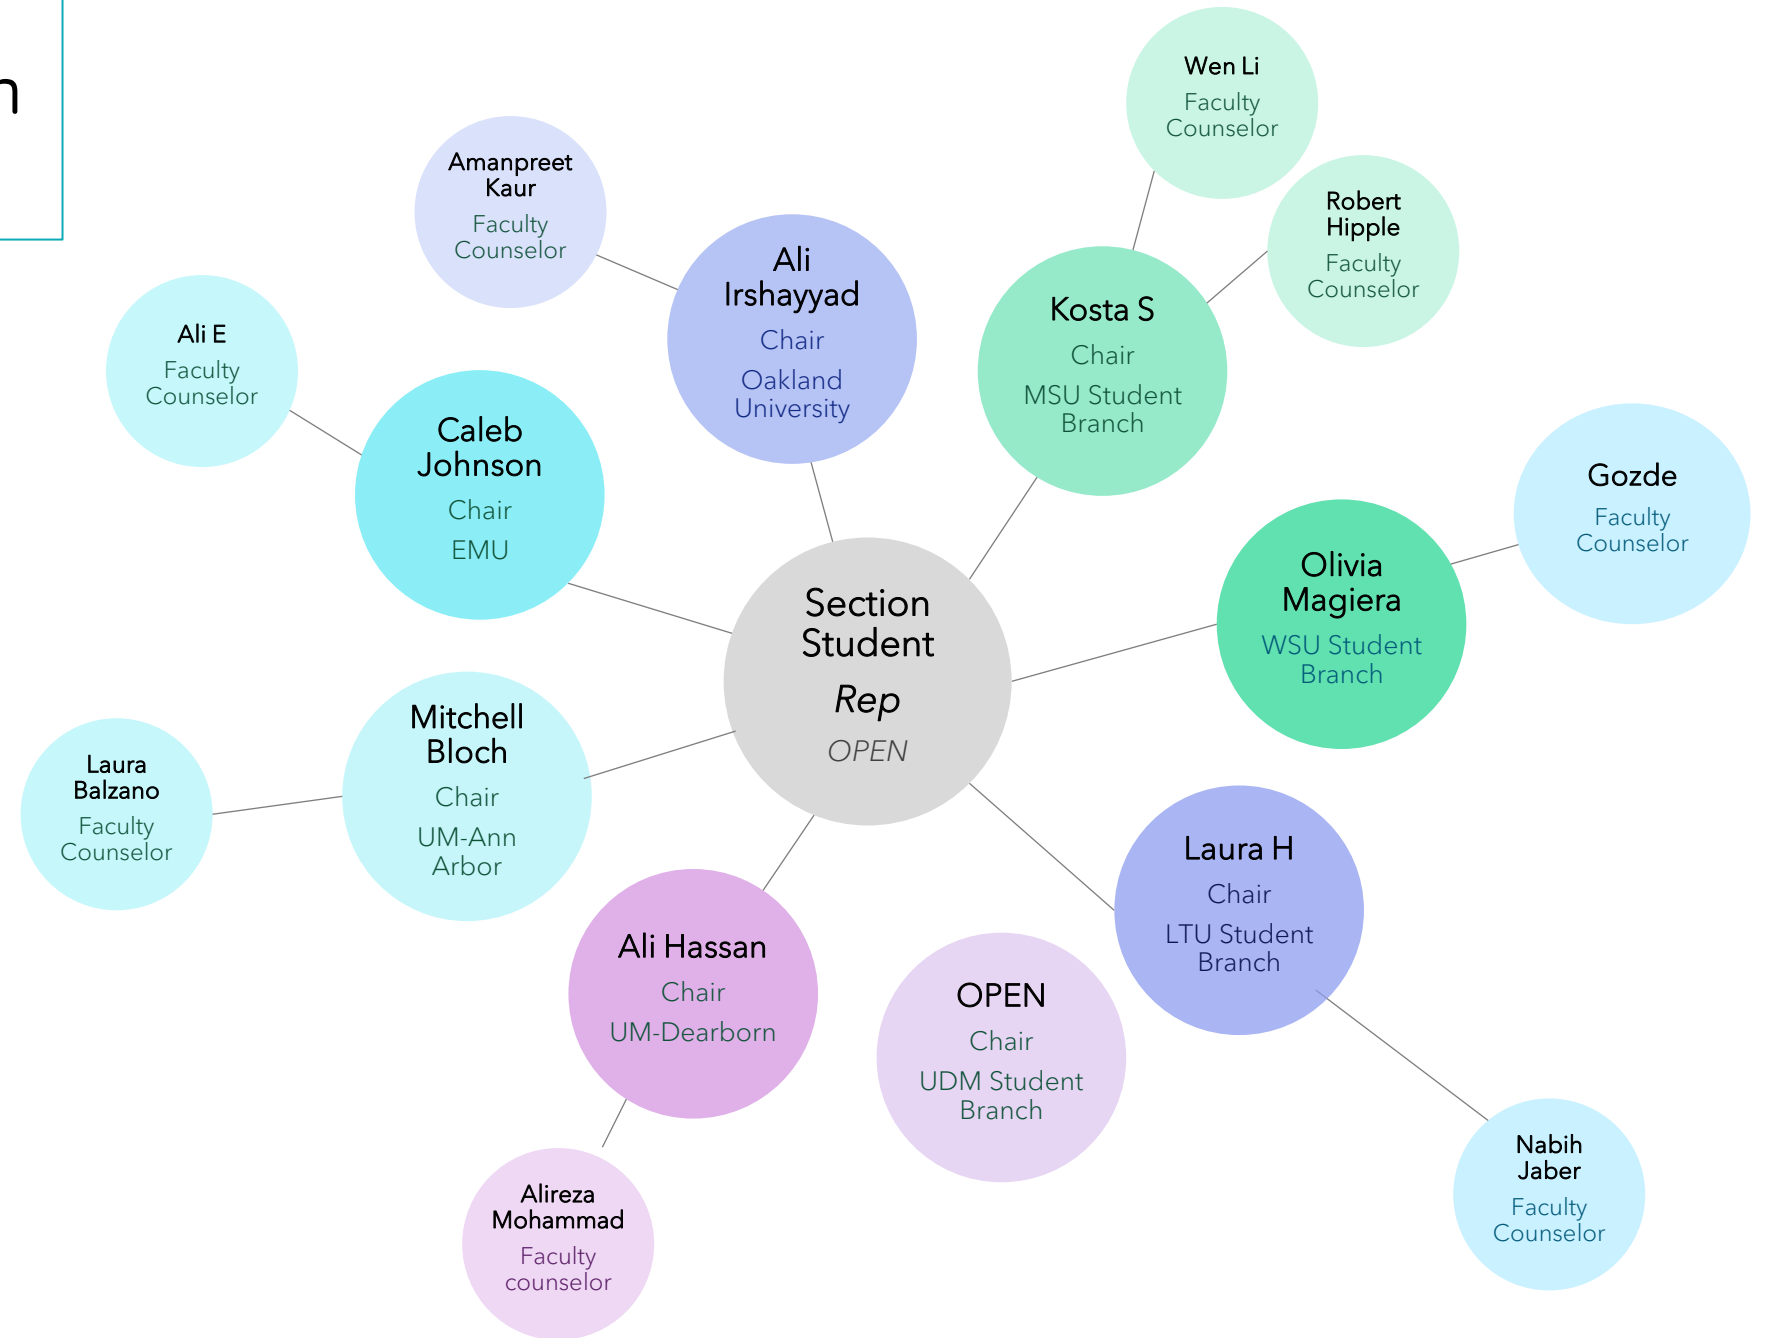 n
Wen Li
Faculty
Counselor
Amanpreet
Kaur
Faculty
Counselor
Robert
Hipple
Faculty
Counselor
Ali
Irshayyad
Chair
Oakland
University
Kosta S
Chair
MSU Student
Branch
Ali E
Faculty
Counselor
Caleb
Johnson
Chair
EMU
Gozde
Faculty
Counselor
Olivia
Magiera
WSU Student
Branch
Section
Student
Rep
OPEN
Mitchell
Bloch
Chair
UM-Ann
Arbor
Laura
Balzano
Faculty
Counselor
Laura H
Chair
LTU Student
Branch
Ali Hassan
Chair
UM-Dearborn
OPEN
Chair
UDM Student
Branch
Nabih
Jaber
Faculty
Counselor
Alireza
Mohammad
Faculty
counselor